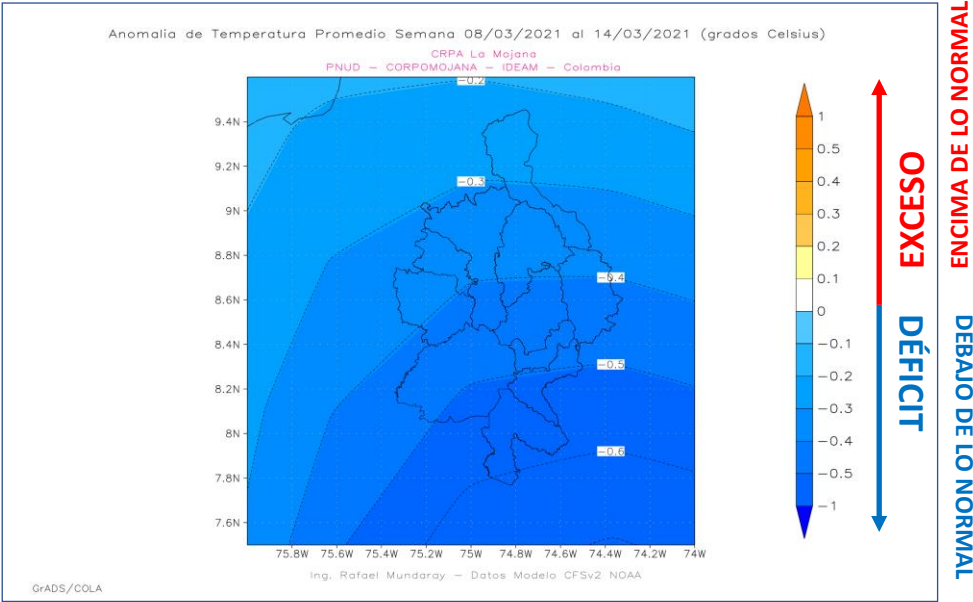 Anomalia de Temperatura Promedio Semana 08/03/2021 al 14/03/2021 (grados Celsius)
CRPA La Mojana
PNUD – CORPOMOJANA – IDEAM – Colombia
9.4N
9.2N
9N
8.8N
8.6N
8.4N
8.2N
8N
7.8N
7.6N
−0.2
−0.3
−0.4
−0.5
−0.6
75.8W 75.6W 75.4W 75.2W 75W 74.8W 74.6W 74.4W 74.2W 74W
Ing. Rafael Mundaray – Datos Modelo CFSv2 NOAA
GrADS/COLA
1
0.5
0.4
0.3
0.2
0.1
0
−0.1
−0.2
−0.3
−0.4
−0.5
−1
EXCESO
DÉFICIT
ENCIMA DE LO NORMAL
DEBAJO DE LO NORMAL